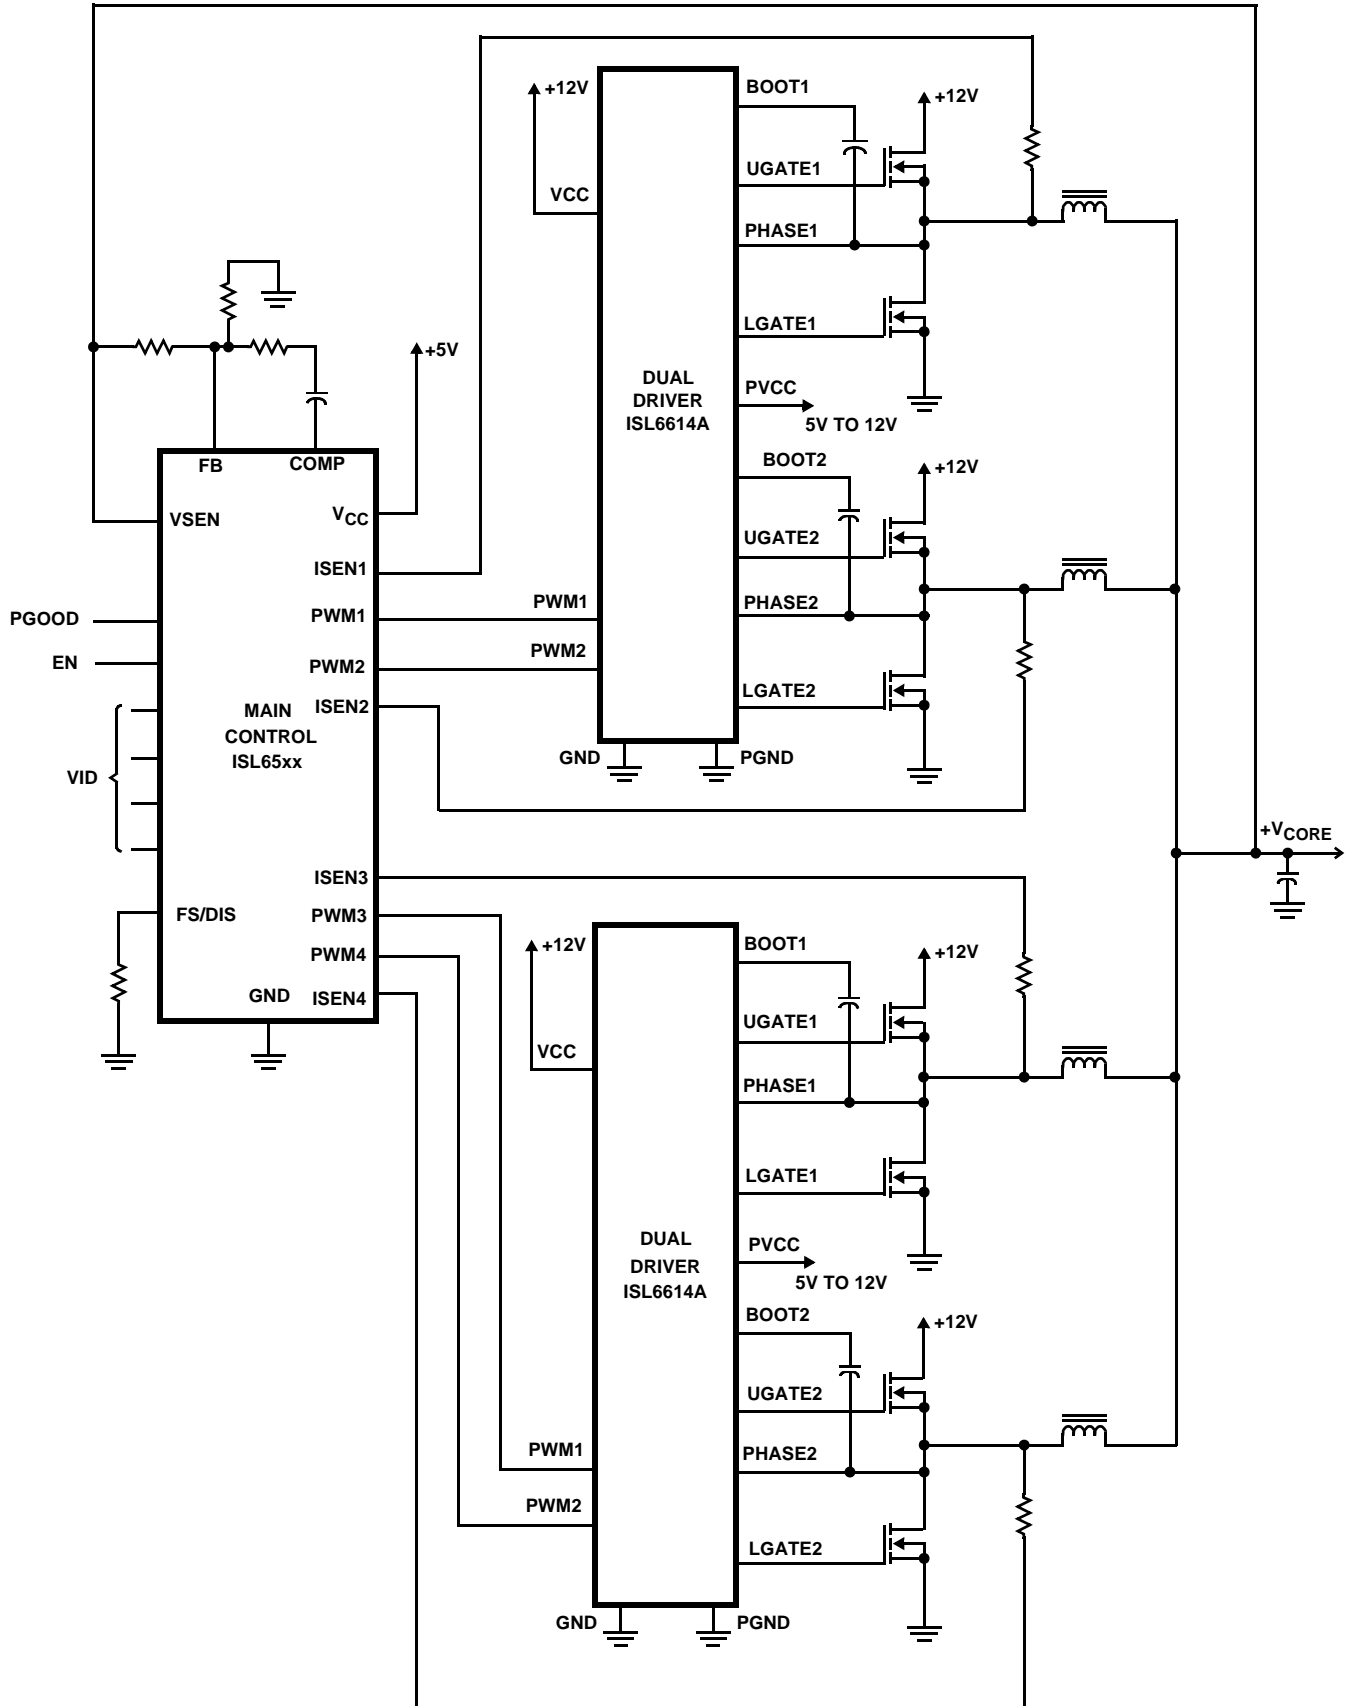 +12V
BOOT1
+12V
UGATE1
VCC
PHASE1
LGATE1
+5V
DUAL
DRIVER
ISL6614A
PVCC
5V TO 12V
BOOT2
+12V
FB
COMP
VSEN
VCC
UGATE2
ISEN1
PWM1
PHASE2
PGOOD
PWM1
PWM2
EN
PWM2
LGATE2
ISEN2
MAIN
CONTROL
ISL65xx
GND
PGND
VID
+VCORE
ISEN3
FS/DIS
PWM3
PWM4
GND
ISEN4
+12V
BOOT1
+12V
UGATE1
VCC
PHASE1
LGATE1
DUAL
DRIVER
ISL6614A
PVCC
5V TO 12V
BOOT2
+12V
UGATE2
PWM1
PHASE2
PWM2
LGATE2
GND
PGND